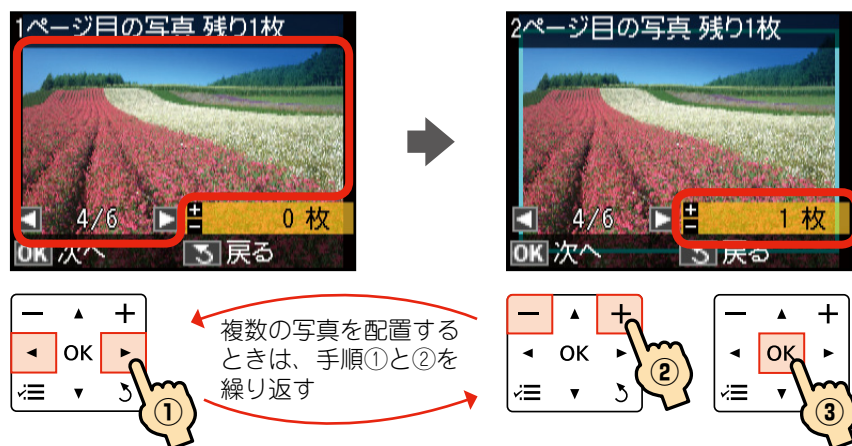 1ページ目の写真 残り1枚
4/6
+
−
0 枚
OK 次へ
戻る
2ページ目の写真 残り1枚
4/6
+
−
1 枚
OK 次へ
戻る
− ▲ +
◄ OK ►
▼
①
複数の写真を配置する
ときは、手順①と②を
繰り返す
− ▲ +
◄ OK ►
▼
②
− ▲ +
◄ OK ►
▼
③